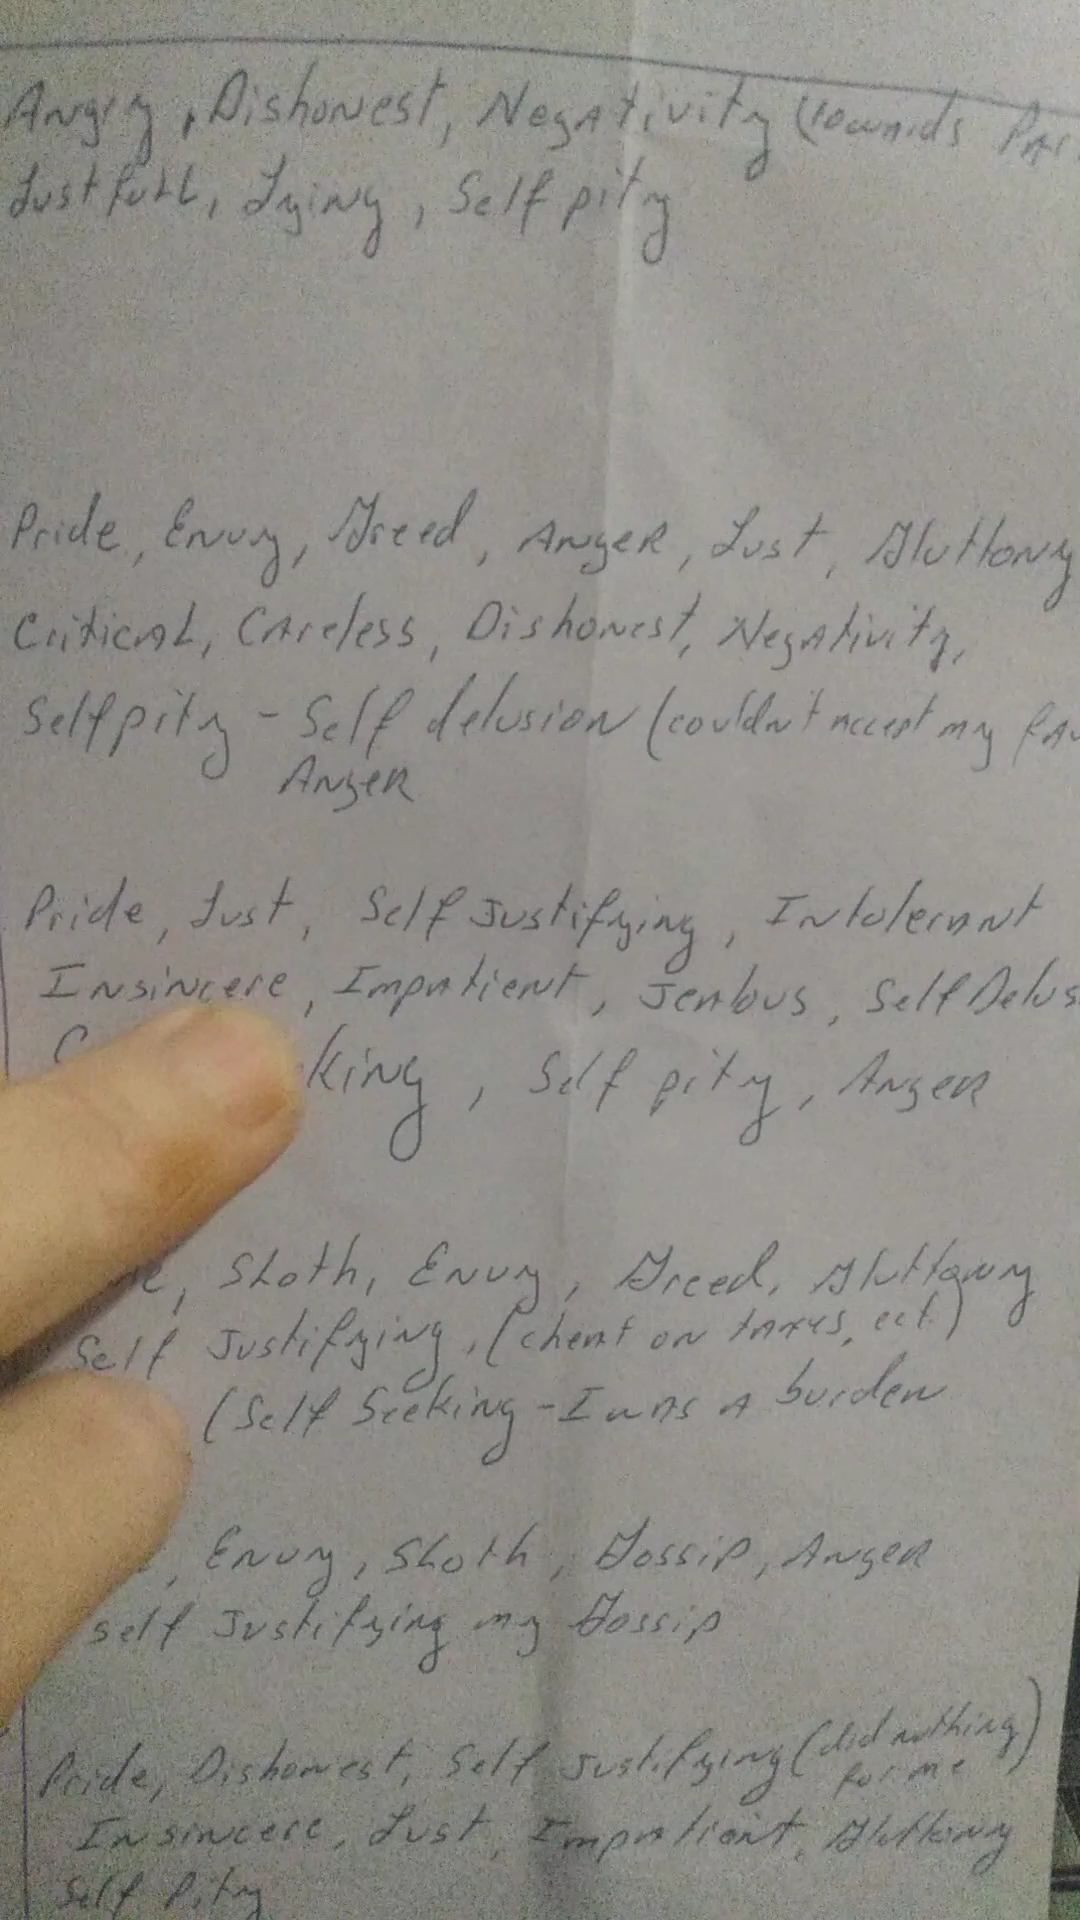 Angry, Dishonest, Negativity (towards
Lustfull, Lying, Self pity
Pride, Envy, Greed, Anger, Lust, Gluttony
Critical, Careless, Dishonest, Negativity,
Selfpity - Self delusion (couldn't accept my
Anger
Pride, Lust, Self Justifying, Intolerant
Insincere, Impatient, Jealous, Self Delus
king, Self pity, Anger
, Sloth, Envy, Greed, Gluttony
Self Justifying, (cheat on taxes, ect.)
(Self Seeking - I was a burden
, Envy, Sloth, Gossip, Anger
self Justifying my Gossip
Pride, Dishonest, Self Justifying (did nothing)
for me
Insincere, Lust, Impatient, Gluttony
Self Pity